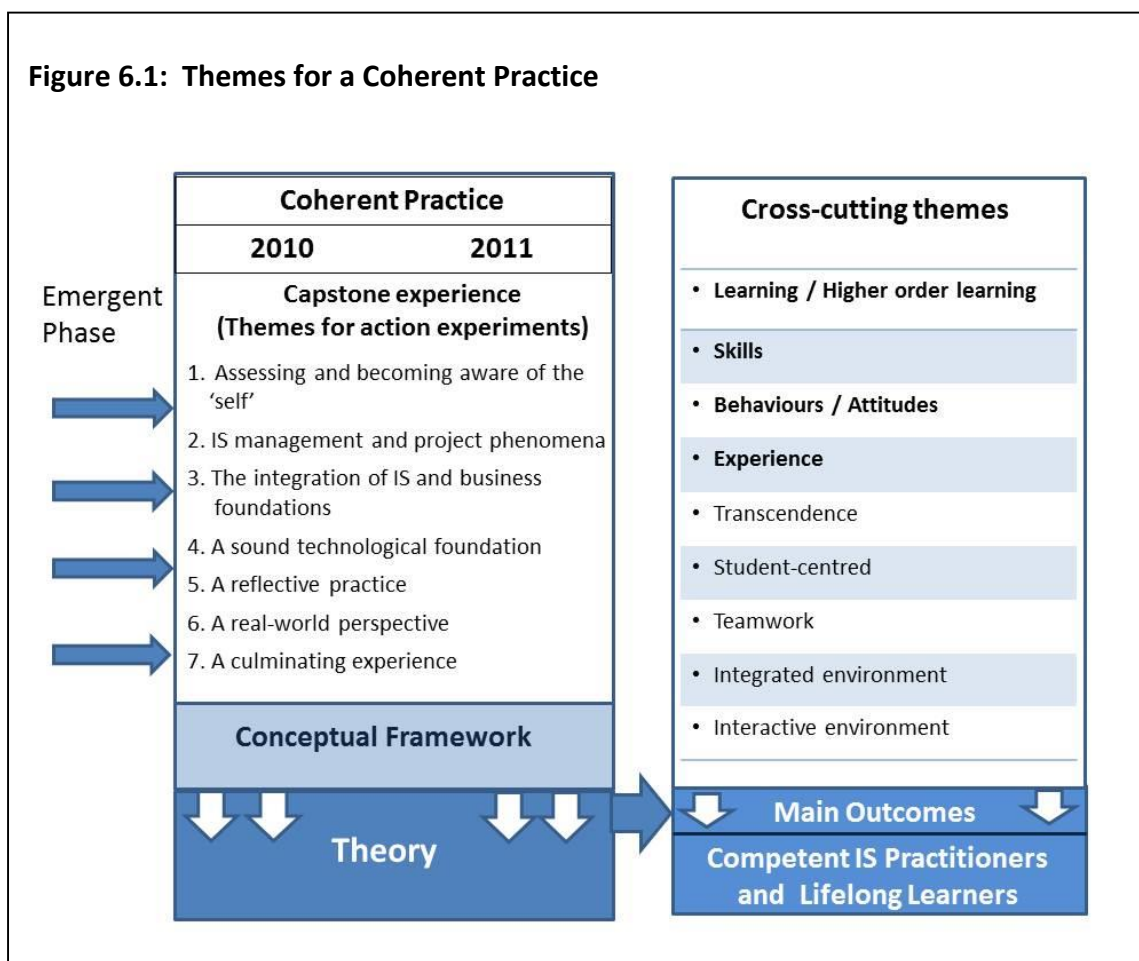 Figure 6.1: Themes for a Coherent Practice
Emergent
Phase
Coherent Practice
2010 2011
Capstone experience
(Themes for action experiments)
1. Assessing and becoming aware of the
'self'
2. IS management and project phenomena
3. The integration of IS and business
foundations
4. A sound technological foundation
5. A reflective practice
6. A real-world perspective
7. A culminating experience
Conceptual Framework
Theory
Cross-cutting themes
• Learning / Higher order learning
• Skills
• Behaviours / Attitudes
• Experience
• Transcendence
• Student-centred
• Teamwork
• Integrated environment
• Interactive environment
Main Outcomes
Competent IS Practitioners
and Lifelong Learners